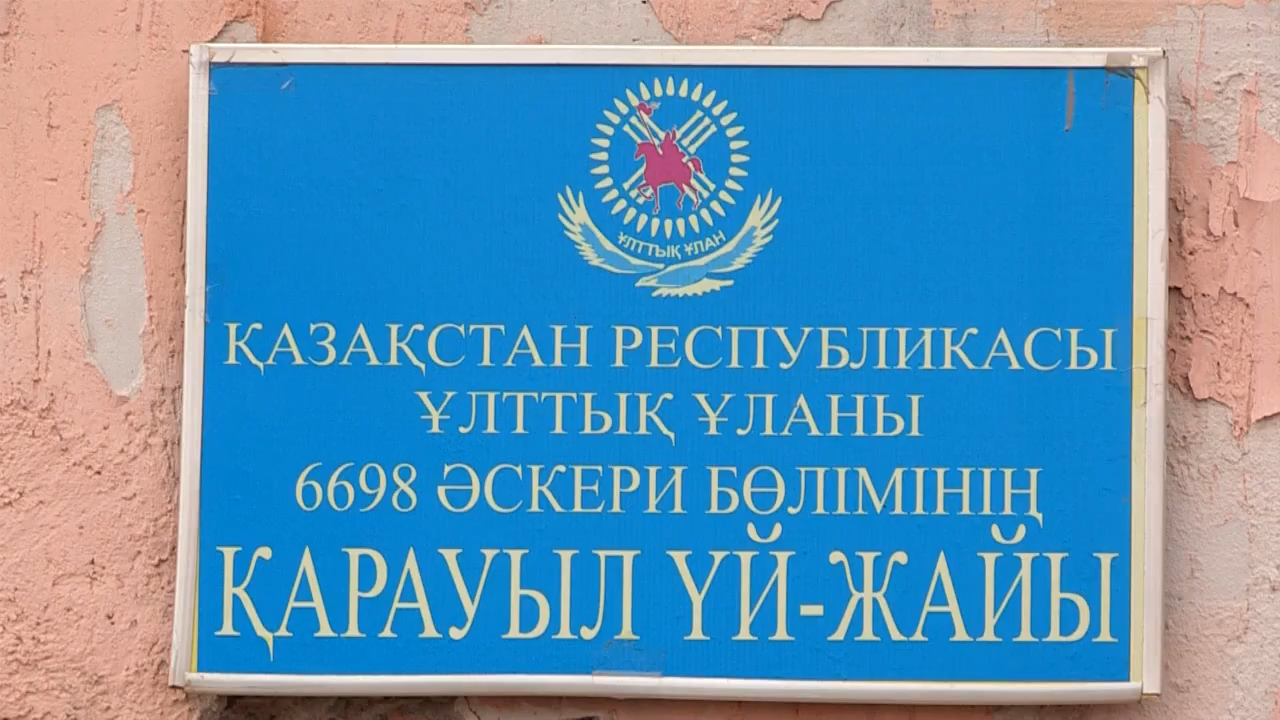 ҰЛТТЫҚ ҰЛАН
ҚАЗАҚСТАН РЕСПУБЛИКАСЫ
ҰЛТТЫҚ ҰЛАНЫ
6698 ӘСКЕРИ БӨЛІМІНІҢ
ҚАРАУЫЛ ҮЙ-ЖАЙЫ